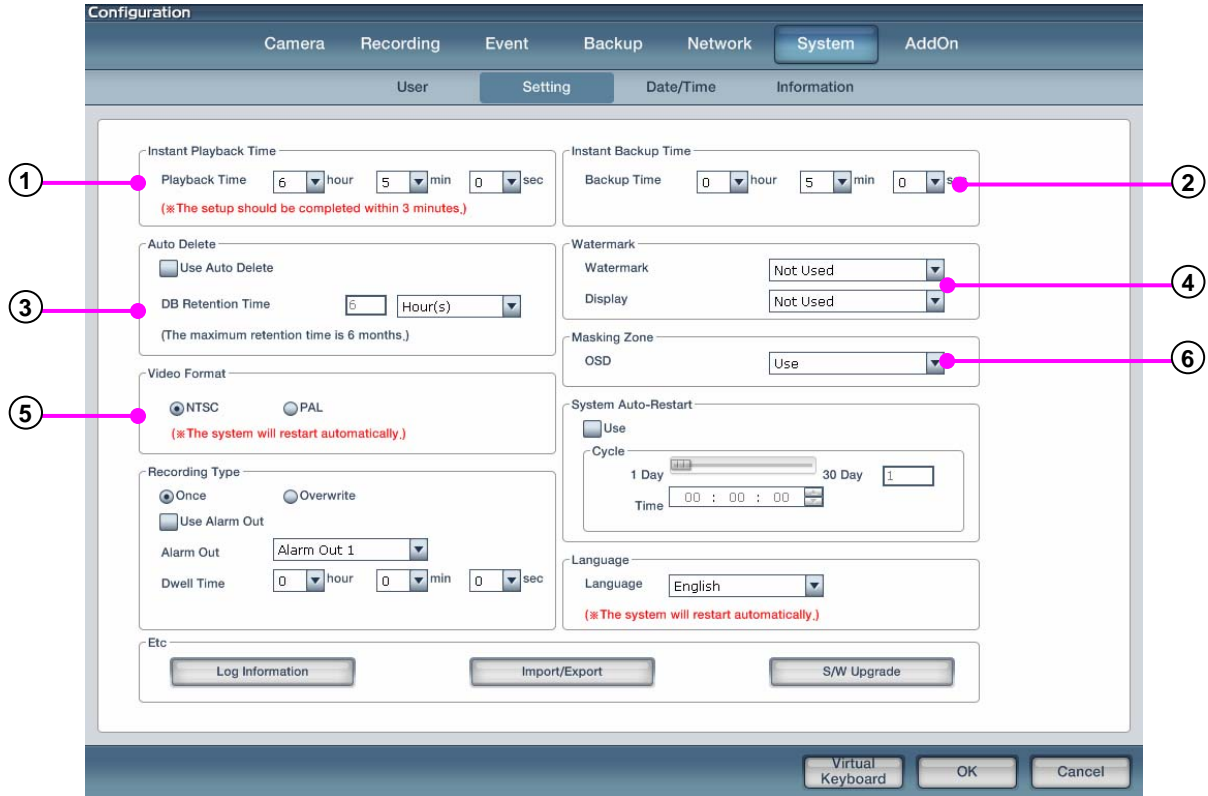 Configuration
Camera Recording Event Backup Network System AddOn
User Setting Date/Time Information
Instant Playback Time
1 Playback Time 6 hour 5 min 0 sec
(※The setup should be completed within 3 minutes.)
Instant Backup Time
Backup Time 0 hour 5 min 0 2
Auto Delete
Use Auto Delete
3 DB Retention Time 6 Hour(s)
(The maximum retention time is 6 months.)
Watermark
Watermark Not Used
4
Display Not Used
Masking Zone
OSD Use 6
Video Format
5 NTSC PAL
(※The system will restart automatically.)
System Auto-Restart
Use
Cycle
1 Day 30 Day 1
Time 00 : 00 : 00
Recording Type
Once Overwrite
Use Alarm Out
Alarm Out Alarm Out 1
Dwell Time 0 hour 0 min 0 sec
Language
Language English
(※The system will restart automatically.)
Etc
Log Information Import/Export S/W Upgrade
Virtual
Keyboard OK Cancel